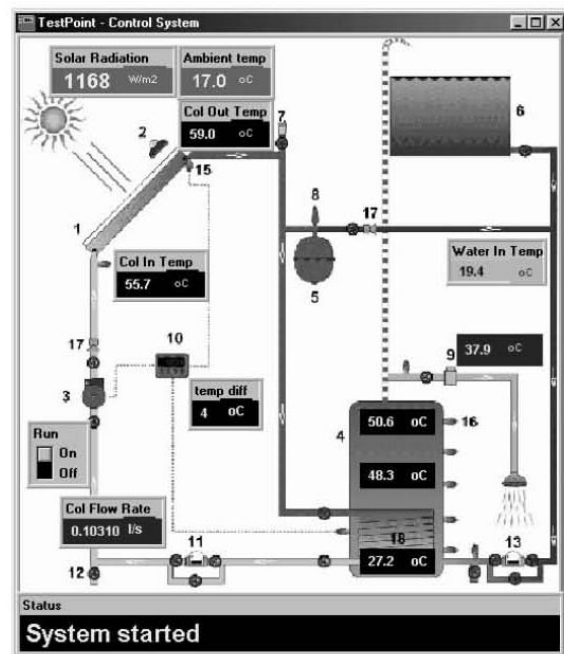 TestPoint - Control System
Solar Radiation
1168 W/m2
Ambient temp
17.0 oC
Col Out Temp
59.0 oC
7
2
6
15
8
1
17
Col In Temp
55.7 oC
Water In Temp
19.4 oC
5
10
17
9
37.9 oC
3
temp diff
4 oC
4
50.6 oC
16
Run
On
Off
48.3 oC
Col Flow Rate
0.10310 l/s
11
18
13
27.2 oC
12
Status
System started